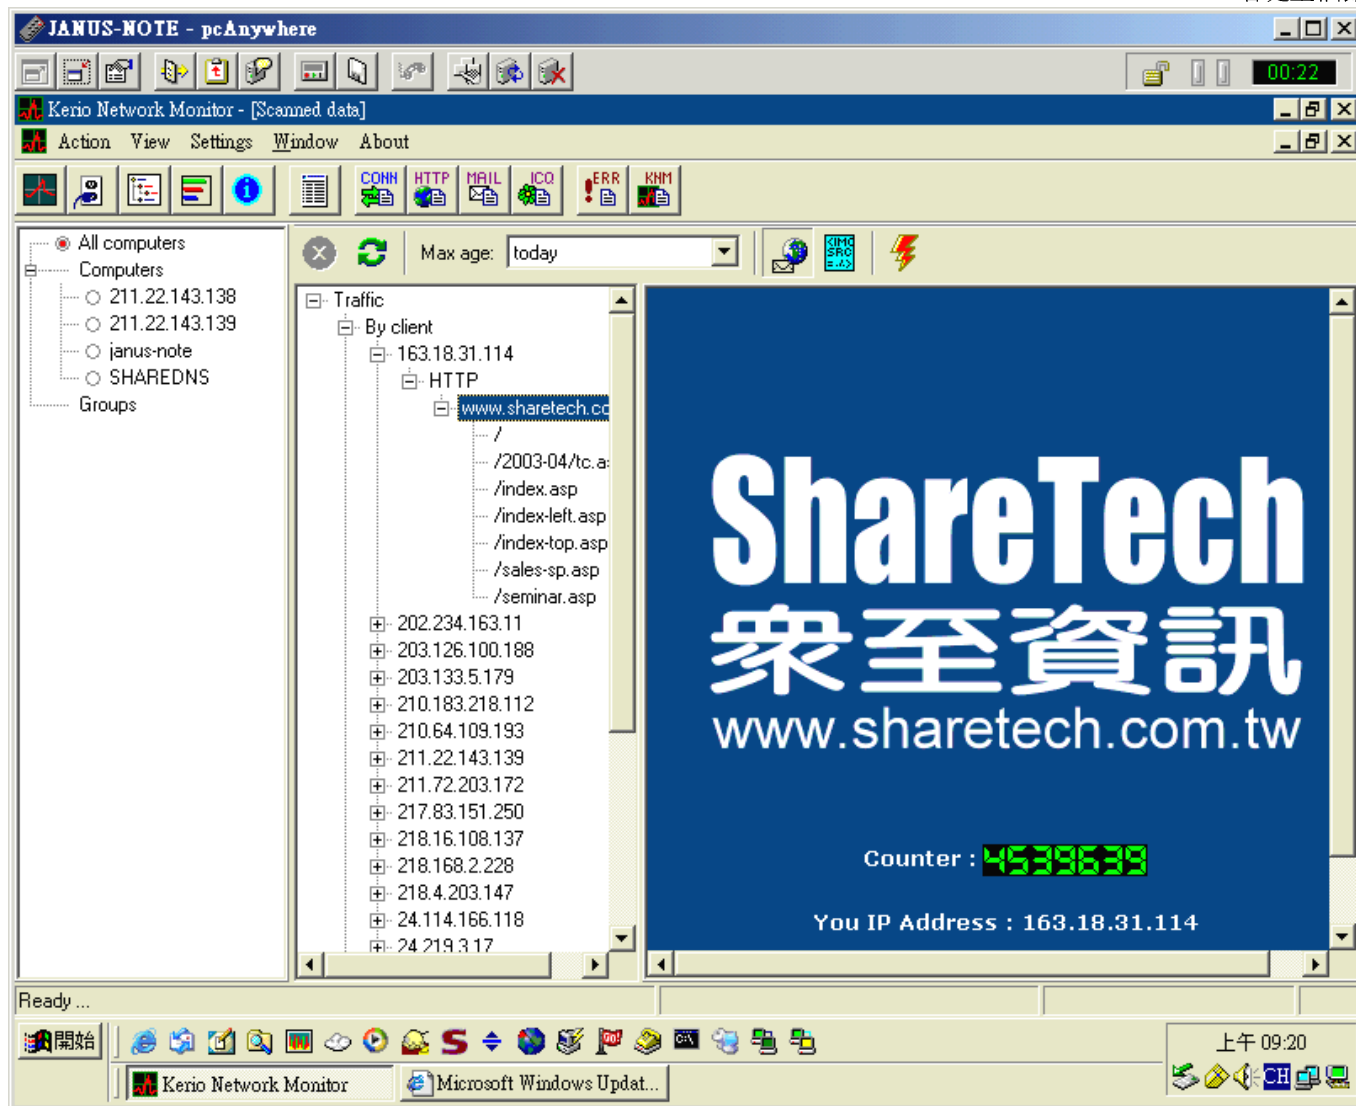 JANUS-NOTE - pcAnywhere
00:22
Kerio Network Monitor - [Scanned data]
Action View Settings Window About
CONN HTTP MAIL ICQ ERR KNM
All computers
Computers
211.22.143.138
211.22.143.139
janus-note
SHAREDNS
Groups
Max age: today
<IMG
SRC
=./>
Traffic
By client
163.18.31.114
HTTP
www.sharetech.co
/
/2003-04/tc.a
/index.asp
/index-left.asp
/index-top.asp
/sales-sp.asp
/seminar.asp
202.234.163.11
203.126.100.188
203.133.5.179
210.183.218.112
210.64.109.193
211.22.143.139
211.72.203.172
217.83.151.250
218.16.108.137
218.168.2.228
218.4.203.147
24.114.166.118
24.219.3.17
ShareTech
眾至資訊
www.sharetech.com.tw
Counter : 4539639
You IP Address : 163.18.31.114
Ready ...
開始
上午 09:20
Kerio Network Monitor
Microsoft Windows Updat...
CH